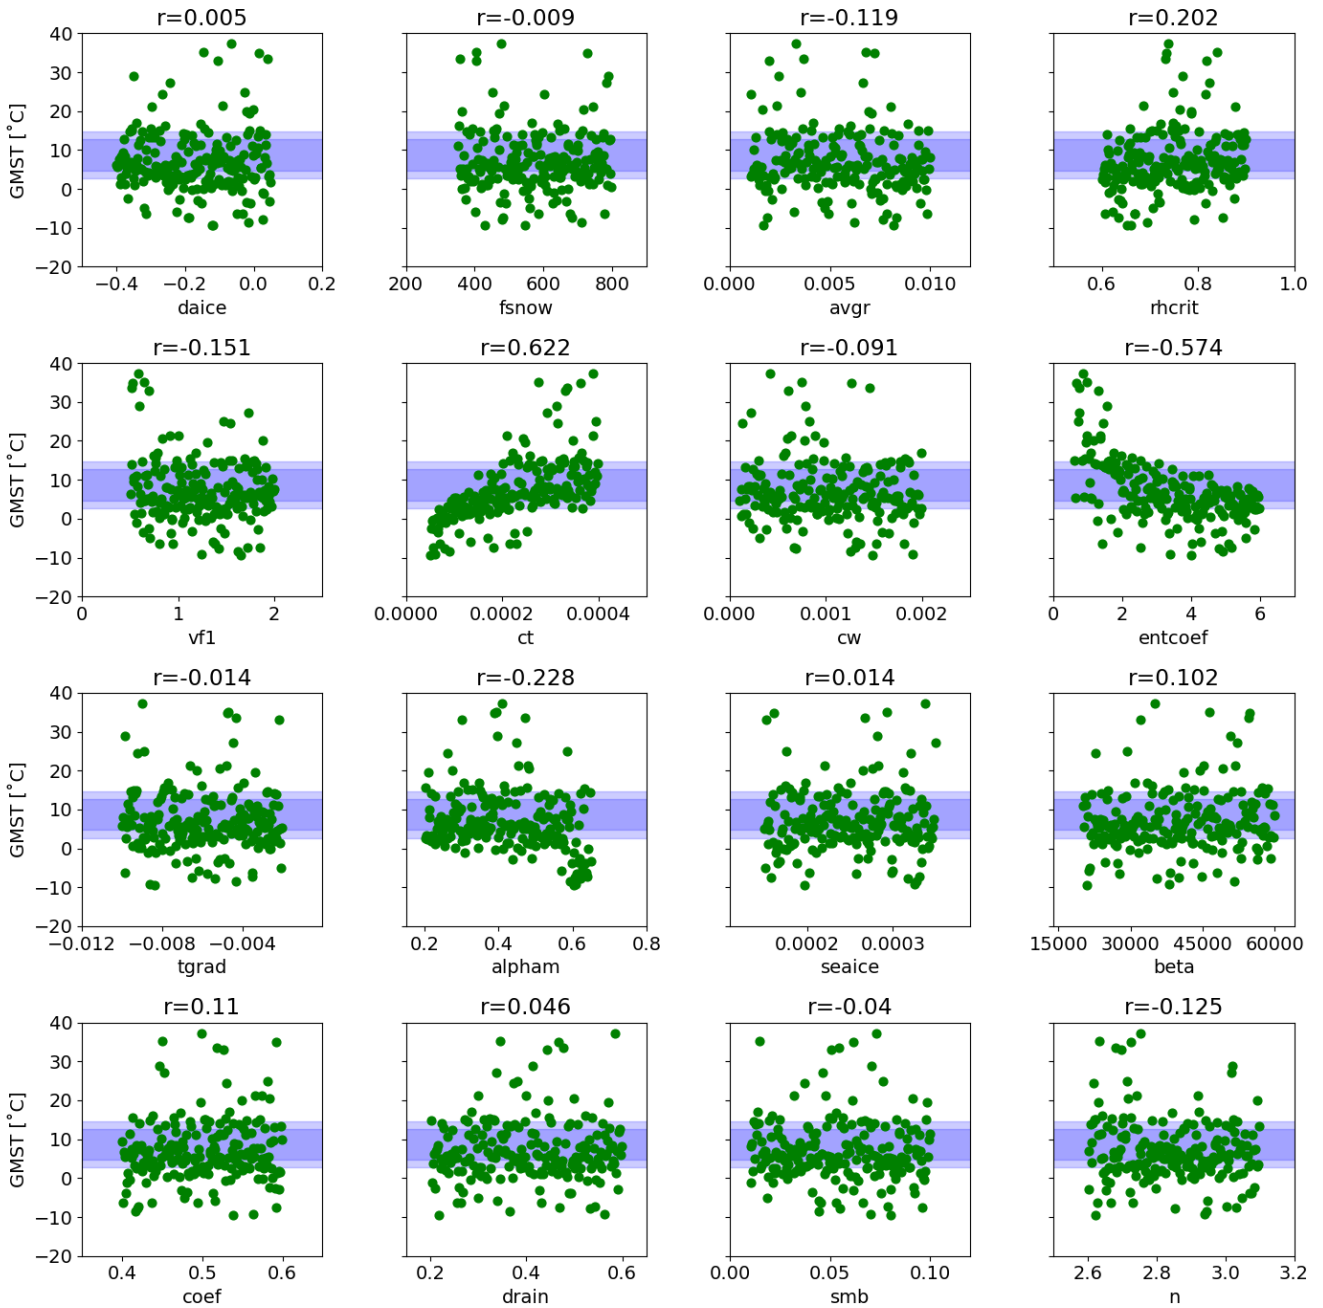 r=0.005 r=-0.009 r=-0.119 r=0.202
40
30
20
10
0
−10
−20
GMST [˚C]
−0.4 −0.2 0.0 0.2 200 400 600 800 0.000 0.005 0.010 0.6 0.8 1.0
daice fsnow avgr rhcrit
r=-0.151 r=0.622 r=-0.091 r=-0.574
40
30
20
10
0
−10
−20
GMST [˚C]
0 1 2 0.0000 0.0002 0.0004 0.000 0.001 0.002 0 2 4 6
vf1 ct cw entcoef
r=-0.014 r=-0.228 r=0.014 r=0.102
40
30
20
10
0
−10
−20
GMST [˚C]
−0.012 −0.008 −0.004 0.2 0.4 0.6 0.8 0.0002 0.0003 15000 30000 45000 60000
tgrad alpham seaice beta
r=0.11 r=0.046 r=-0.04 r=-0.125
40
30
20
10
0
−10
−20
GMST [˚C]
0.4 0.5 0.6 0.2 0.4 0.6 0.00 0.05 0.10 2.6 2.8 3.0 3.2
coef drain smb n